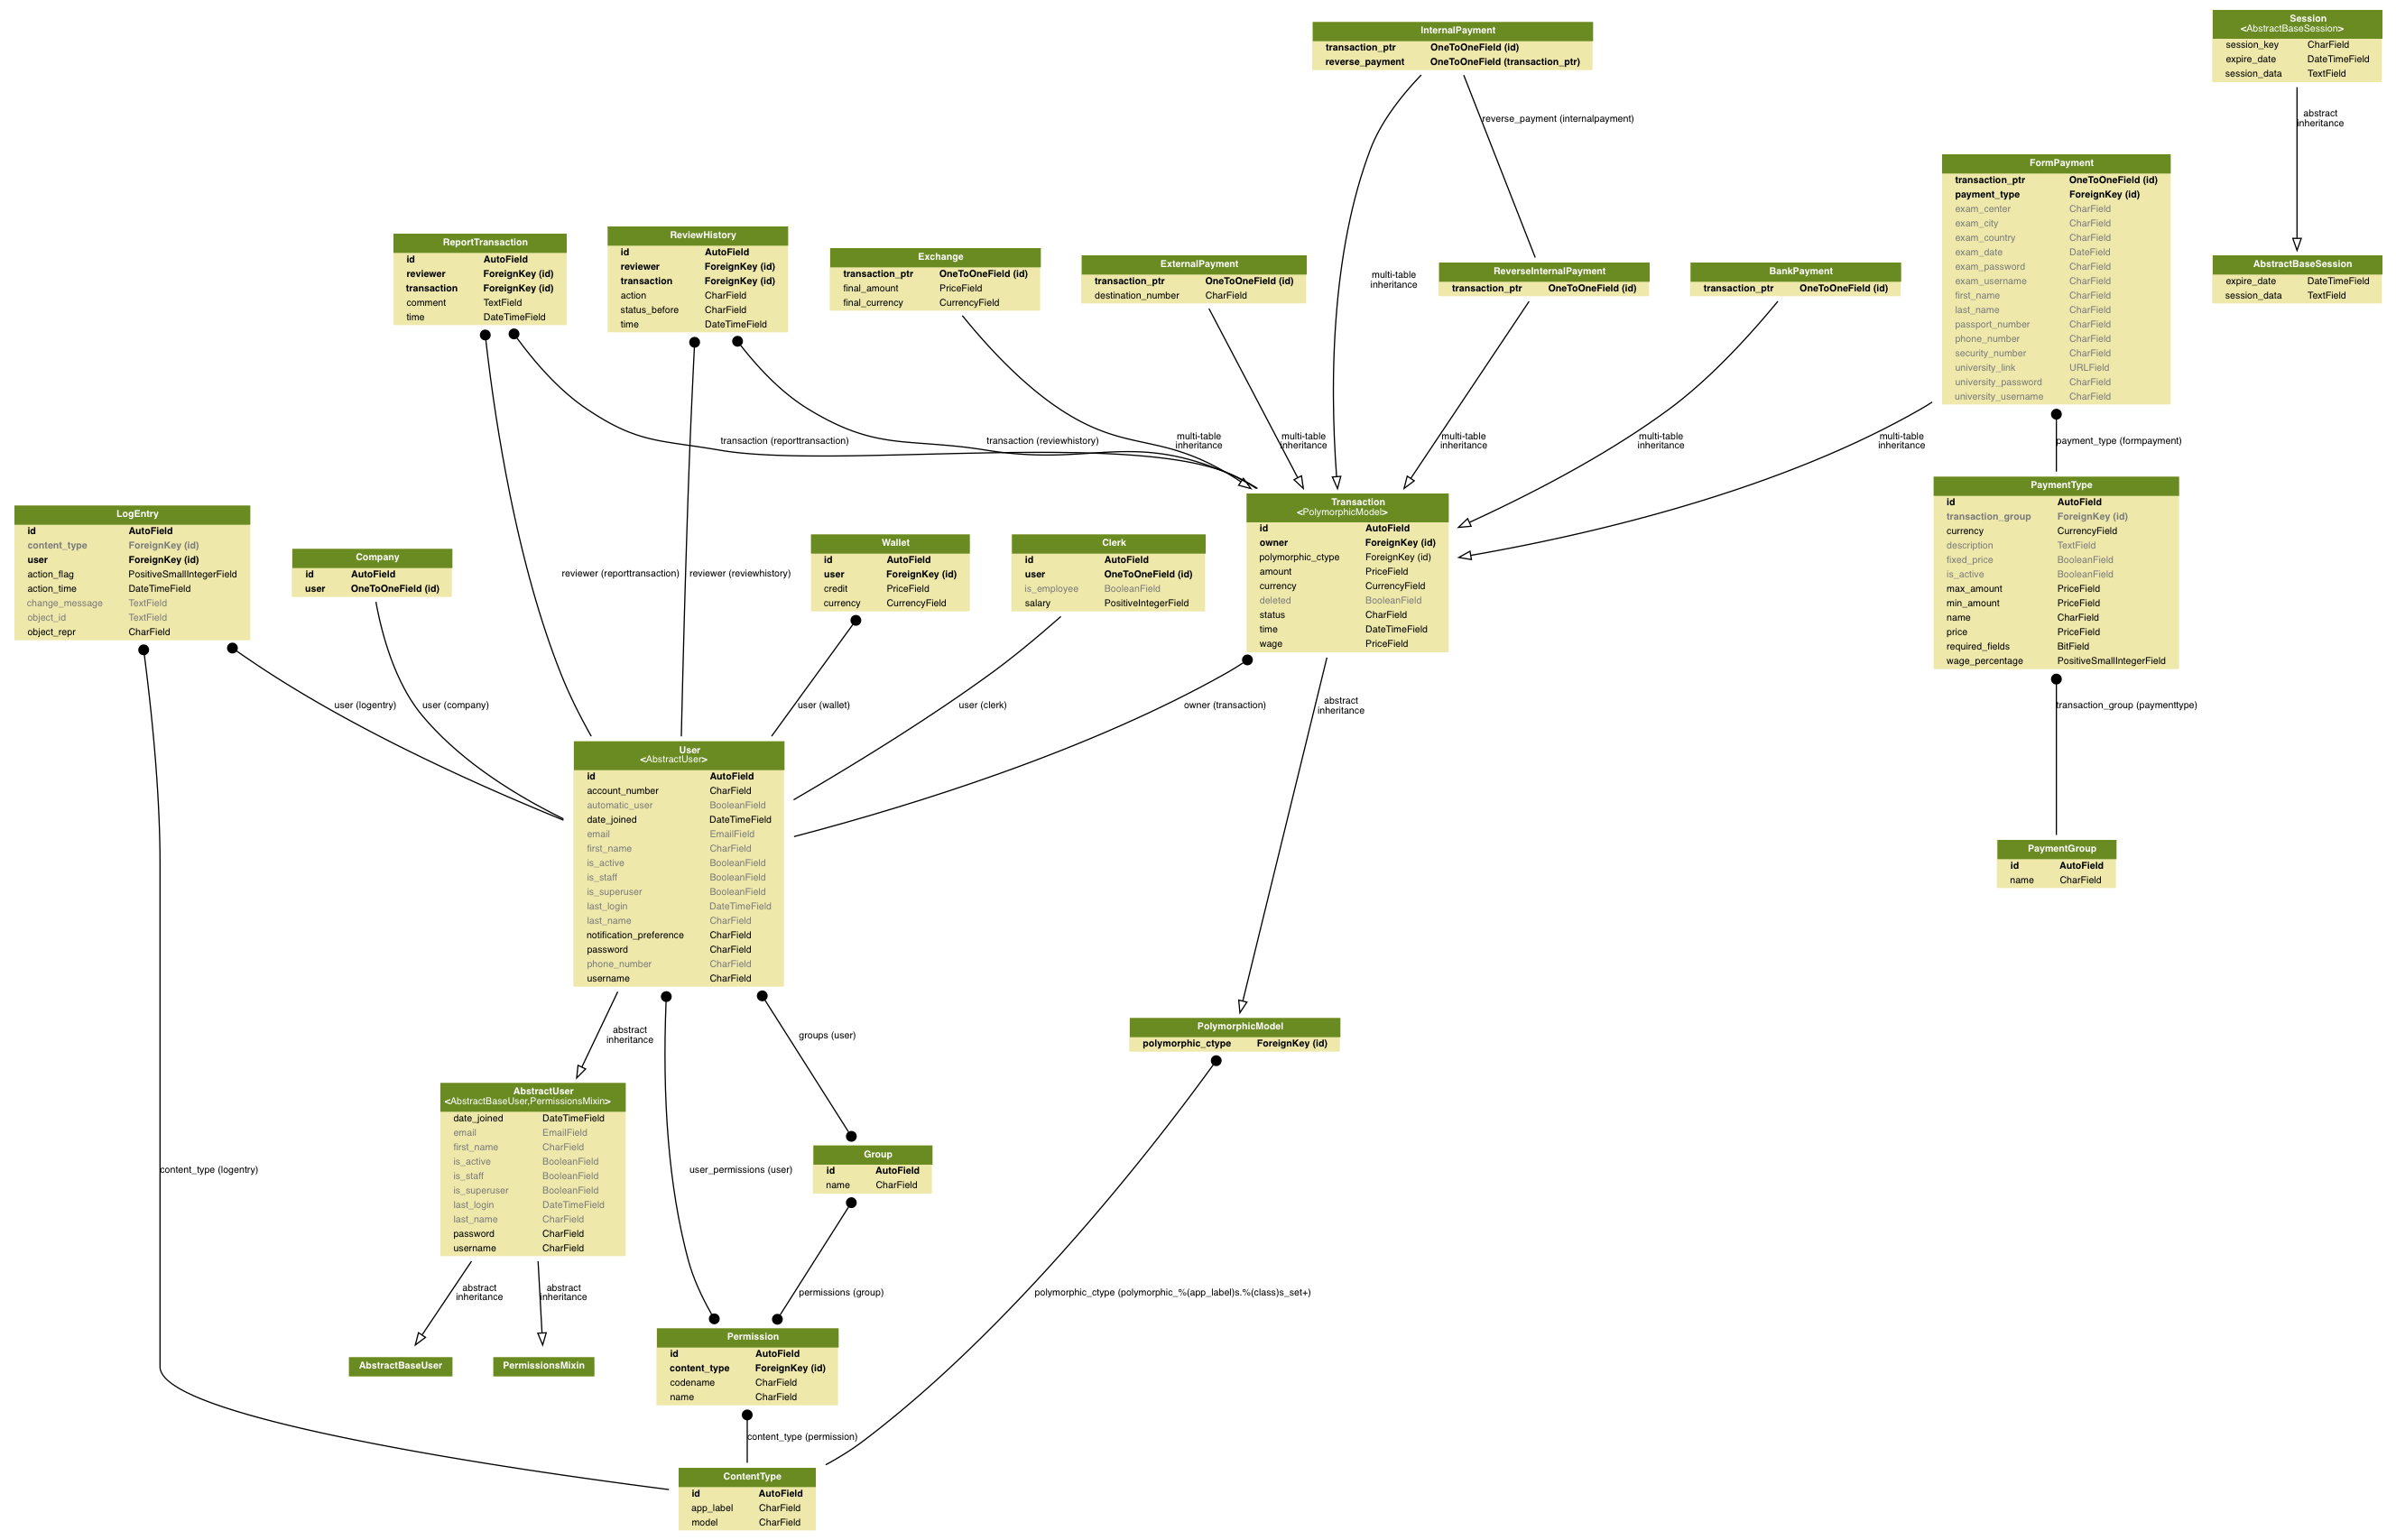 InternalPayment
transaction_ptr OneToOneField (id)
reverse_payment OneToOneField (transaction_ptr)
Session
<AbstractBaseSession>
session_key CharField
expire_date DateTimeField
session_data TextField
reverse_payment (internalpayment)
abstract
inheritance
FormPayment
transaction_ptr OneToOneField (id)
payment_type ForeignKey (id)
exam_center CharField
exam_city CharField
exam_country CharField
exam_date DateField
exam_password CharField
exam_username CharField
first_name CharField
last_name CharField
passport_number CharField
phone_number CharField
security_number CharField
university_link URLField
university_password CharField
university_username CharField
ReportTransaction
id AutoField
reviewer ForeignKey (id)
transaction ForeignKey (id)
comment TextField
time DateTimeField
ReviewHistory
id AutoField
reviewer ForeignKey (id)
transaction ForeignKey (id)
action CharField
status_before CharField
time DateTimeField
Exchange
transaction_ptr OneToOneField (id)
final_amount PriceField
final_currency CurrencyField
ExternalPayment
transaction_ptr OneToOneField (id)
destination_number CharField
multi-table
inheritance
ReverseInternalPayment
transaction_ptr OneToOneField (id)
BankPayment
transaction_ptr OneToOneField (id)
AbstractBaseSession
expire_date DateTimeField
session_data TextField
transaction (reporttransaction)
transaction (reviewhistory)
multi-table
inheritance
multi-table
inheritance
multi-table
inheritance
multi-table
inheritance
multi-table
inheritance
payment_type (formpayment)
LogEntry
id AutoField
content_type ForeignKey (id)
user ForeignKey (id)
action_flag PositiveSmallIntegerField
action_time DateTimeField
change_message TextField
object_id TextField
object_repr CharField
Company
id AutoField
user OneToOneField (id)
reviewer (reporttransaction)
reviewer (reviewhistory)
Wallet
id AutoField
user ForeignKey (id)
credit PriceField
currency CurrencyField
Clerk
id AutoField
user OneToOneField (id)
is_employee BooleanField
salary PositiveIntegerField
Transaction
<PolymorphicModel>
id AutoField
owner ForeignKey (id)
polymorphic_ctype ForeignKey (id)
amount PriceField
currency CurrencyField
deleted BooleanField
status CharField
time DateTimeField
wage PriceField
PaymentType
id AutoField
transaction_group ForeignKey (id)
currency CurrencyField
description TextField
fixed_price BooleanField
is_active BooleanField
max_amount PriceField
min_amount PriceField
name CharField
price PriceField
required_fields BitField
wage_percentage PositiveSmallIntegerField
user (logentry)
user (company)
user (wallet)
user (clerk)
owner (transaction)
abstract
inheritance
transaction_group (paymenttype)
User
<AbstractUser>
id AutoField
account_number CharField
automatic_user BooleanField
date_joined DateTimeField
email EmailField
first_name CharField
is_active BooleanField
is_staff BooleanField
is_superuser BooleanField
last_login DateTimeField
last_name CharField
notification_preference CharField
password CharField
phone_number CharField
username CharField
PaymentGroup
id AutoField
name CharField
abstract
inheritance
groups (user)
PolymorphicModel
polymorphic_ctype ForeignKey (id)
AbstractUser
<AbstractBaseUser,PermissionsMixin>
date_joined DateTimeField
email EmailField
first_name CharField
is_active BooleanField
is_staff BooleanField
is_superuser BooleanField
last_login DateTimeField
last_name CharField
password CharField
username CharField
content_type (logentry)
user_permissions (user)
Group
id AutoField
name CharField
abstract
inheritance
abstract
inheritance
permissions (group)
polymorphic_ctype (polymorphic_%(app_label)s.%(class)s_set+)
AbstractBaseUser
PermissionsMixin
Permission
id AutoField
content_type ForeignKey (id)
codename CharField
name CharField
content_type (permission)
ContentType
id AutoField
app_label CharField
model CharField